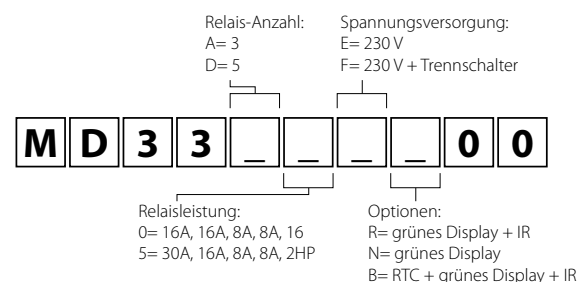 Relais-Anzahl:
A= 3
D= 5
Spannungsversorgung:
E= 230 V
F= 230 V + Trennschalter
M D 3 3 _ _ _ _ 0 0
Relaisleistung:
0= 16A, 16A, 8A, 8A, 16
5= 30A, 16A, 8A, 8A, 2HP
Optionen:
R= grünes Display + IR
N= grünes Display
B= RTC + grünes Display + IR